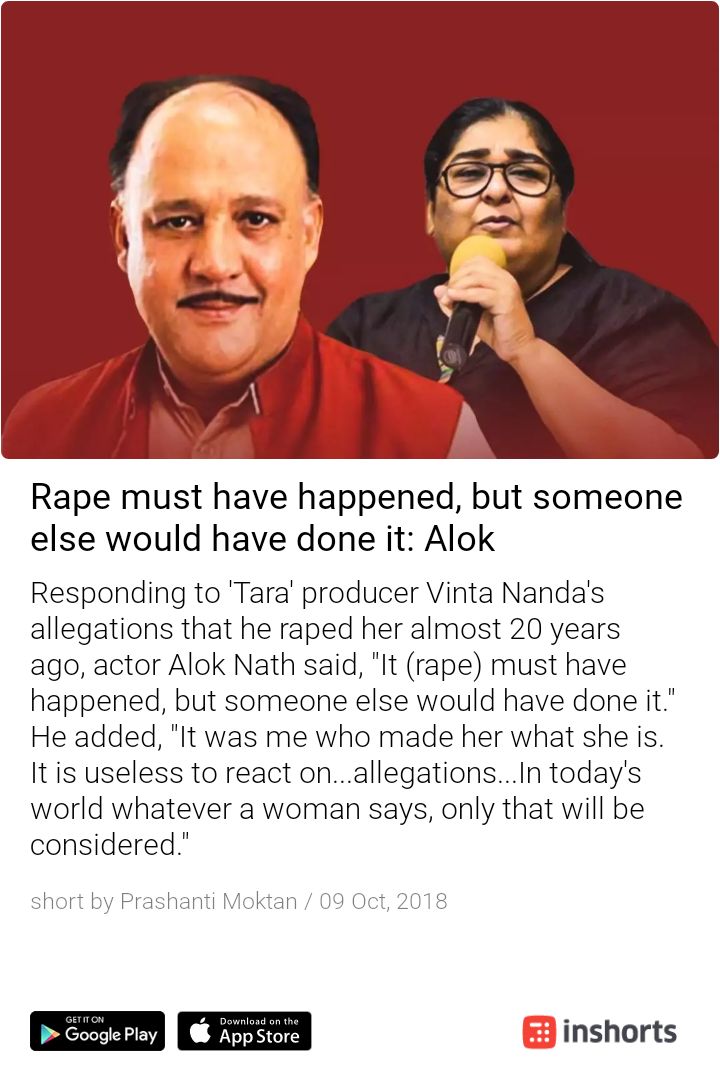 Rape must have happened, but someone
else would have done it: Alok
Responding to 'Tara' producer Vinta Nanda's
allegations that he raped her almost 20 years
ago, actor Alok Nath said, "It (rape) must have
happened, but someone else would have done it."
He added, "It was me who made her what she is.
It is useless to react on...allegations...In today's
world whatever a woman says, only that will be
considered."
short by Prashanti Moktan / 09 Oct, 2018
GET IT ON
Google Play
Download on the
App Store
inshorts